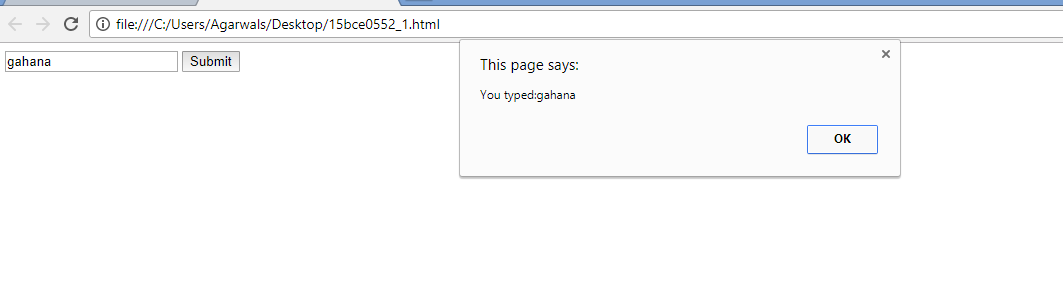 file:///C:/Users/Agarwals/Desktop/15bce0552_1.html
gahana Submit
This page says:
You typed:gahana
OK